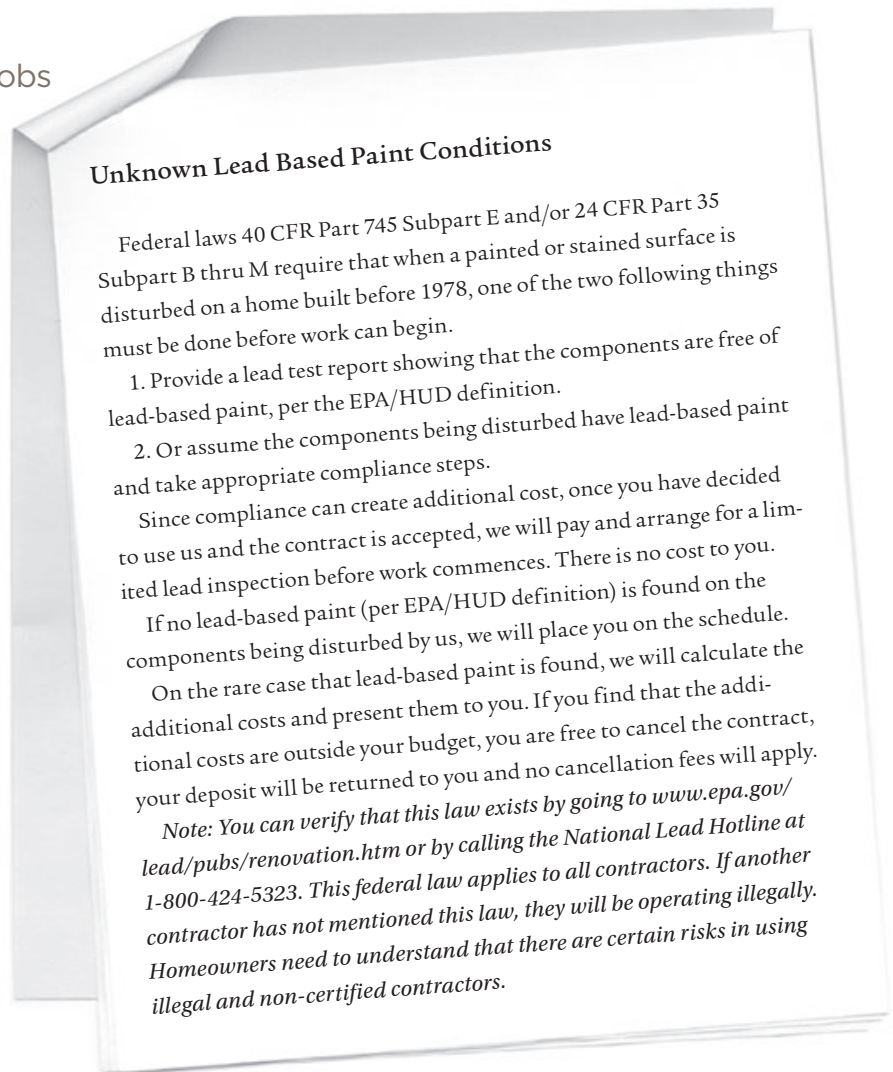 obs
Unknown Lead Based Paint Conditions
Federal laws 40 CFR Part 745 Subpart E and/or 24 CFR Part 35
Subpart B thru M require that when a painted or stained surface is
disturbed on a home built before 1978, one of the two following things
must be done before work can begin.
1. Provide a lead test report showing that the components are free of
lead-based paint, per the EPA/HUD definition.
2. Or assume the components being disturbed have lead-based paint
and take appropriate compliance steps.
Since compliance can create additional cost, once you have decided
to use us and the contract is accepted, we will pay and arrange for a lim-
ited lead inspection before work commences. There is no cost to you.
If no lead-based paint (per EPA/HUD definition) is found on the
components being disturbed by us, we will place you on the schedule.
On the rare case that lead-based paint is found, we will calculate the
additional costs and present them to you. If you find that the addi-
tional costs are outside your budget, you are free to cancel the contract,
your deposit will be returned to you and no cancellation fees will apply.
Note: You can verify that this law exists by going to www.epa.gov/
lead/pubs/renovation.htm or by calling the National Lead Hotline at
1-800-424-5323. This federal law applies to all contractors. If another
contractor has not mentioned this law, they will be operating illegally.
Homeowners need to understand that there are certain risks in using
illegal and non-certified contractors.